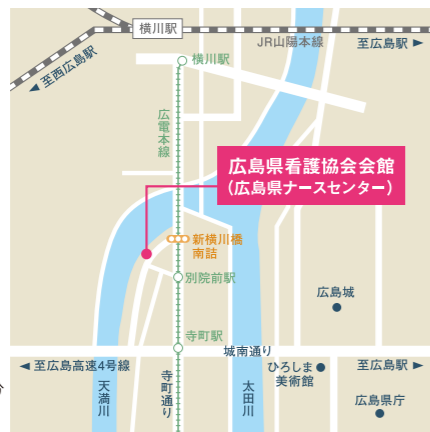 横川駅
JR山陽本線
至広島駅 ▶
◀ 至西広島駅
横川駅
広電本線
広島県看護協会会館
（広島県ナースセンター）
新横川橋
南詰
別院前駅
広島城
寺町駅
城南通り
◀ 至広島高速4号線
ひろしま
美術館
至広島駅 ▶
天満川
寺町通り
太田川
広島県庁
分